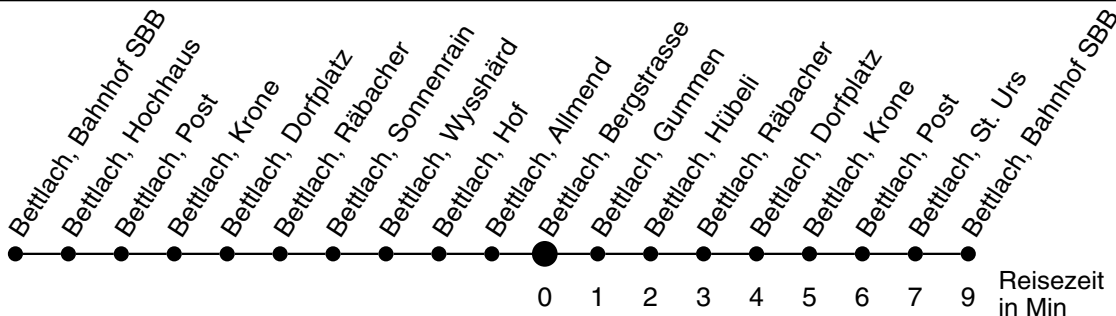 Bettlach, Bahnhof SBB
Bettlach, Hochhaus
Bettlach, Post
Bettlach, Krone
Bettlach, Dorfplatz
Bettlach, Räbacher
Bettlach, Sonnenrain
Bettlach, Wysshärd
Bettlach, Hof
Bettlach, Allmend
Bettlach, Bergstrasse
Bettlach, Gummen
Bettlach, Hübeli
Bettlach, Räbacher
Bettlach, Dorfplatz
Bettlach, Krone
Bettlach, Post
Bettlach, St. Urs
Bettlach, Bahnhof SBB
0 1 2 3 4 5 6 7 9 Reisezeit
in Min